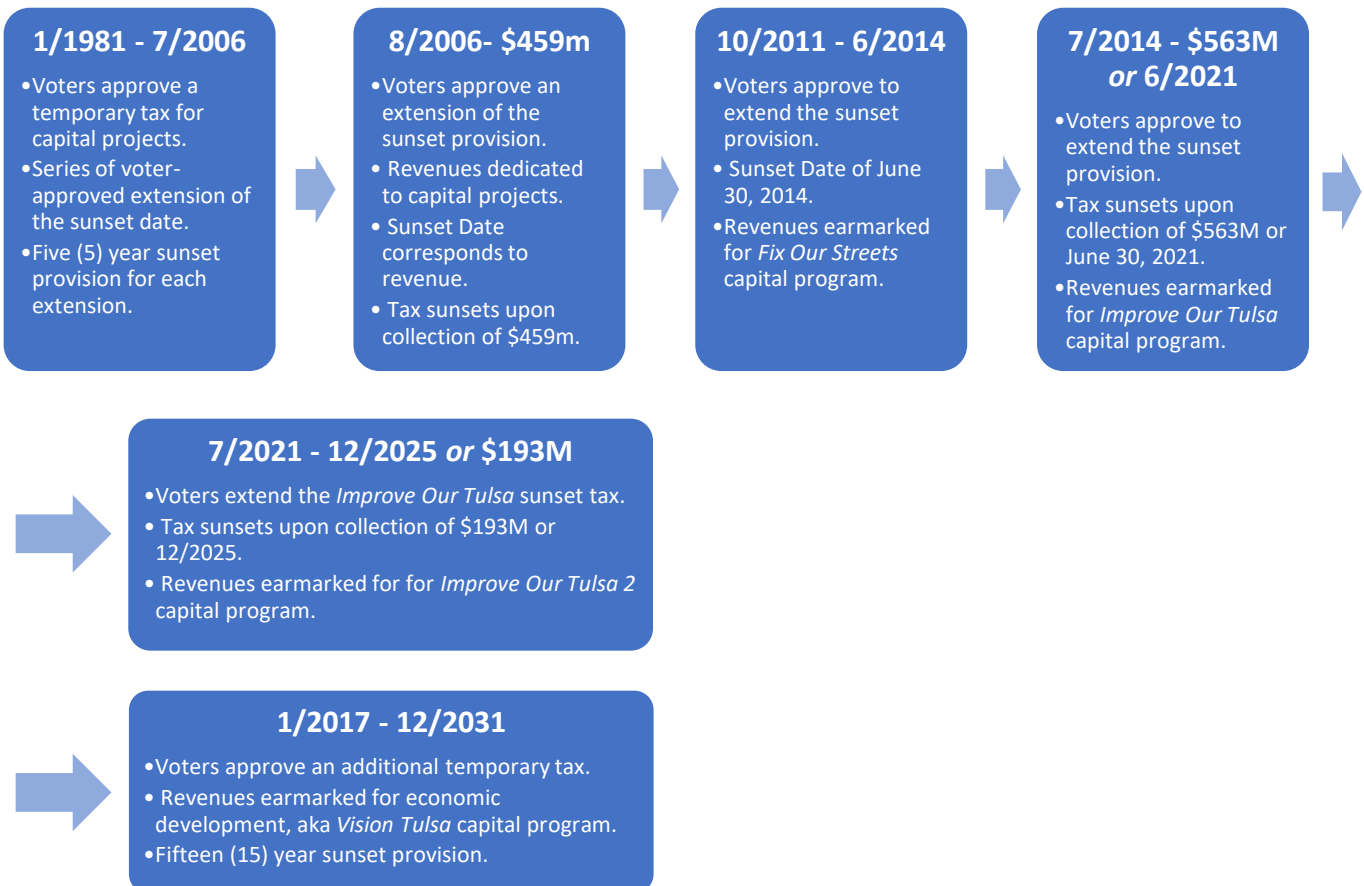 1/1981 - 7/2006
•Voters approve a
temporary tax for
capital projects.
•Series of voter-
approved extension of
the sunset date.
•Five (5) year sunset
provision for each
extension.
8/2006- $459m
•Voters approve an
extension of the
sunset provision.
• Revenues dedicated
to capital projects.
• Sunset Date
corresponds to
revenue.
• Tax sunsets upon
collection of $459m.
10/2011 - 6/2014
•Voters approve to
extend the sunset
provision.
• Sunset Date of June
30, 2014.
•Revenues earmarked
for Fix Our Streets
capital program.
7/2014 - $563M
or 6/2021
•Voters approve to
extend the sunset
provision.
•Tax sunsets upon
collection of $563M or
June 30, 2021.
•Revenues earmarked
for Improve Our Tulsa
capital program.
7/2021 - 12/2025 or $193M
•Voters extend the Improve Our Tulsa sunset tax.
• Tax sunsets upon collection of $193M or
12/2025.
• Revenues earmarked for for Improve Our Tulsa 2
capital program.
1/2017 - 12/2031
•Voters approve an additional temporary tax.
• Revenues earmarked for economic
development, aka Vision Tulsa capital program.
•Fifteen (15) year sunset provision.